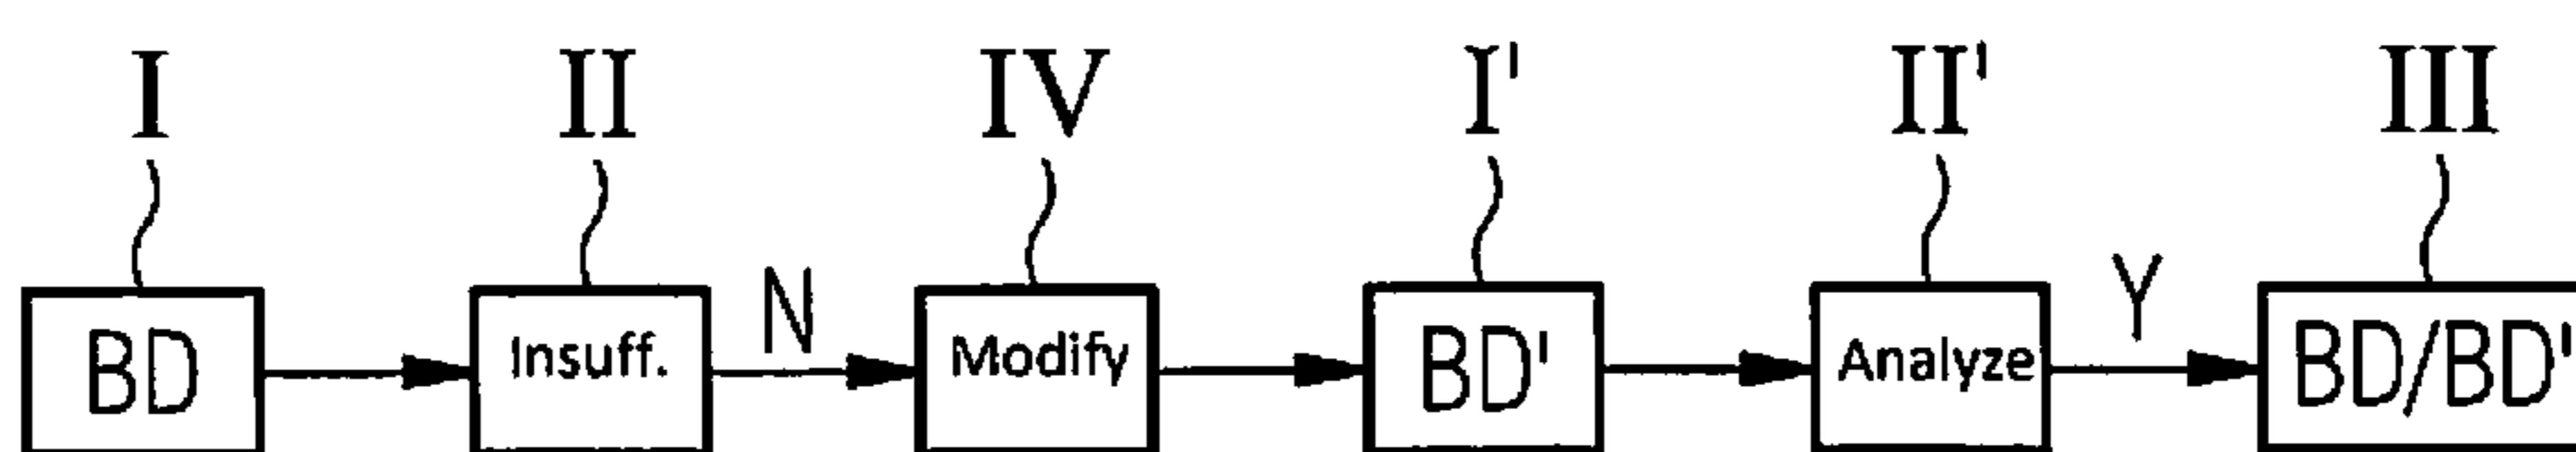 I II IV I' II' III
N Y
BD Insuff. Modify BD' Analyze BD/BD'